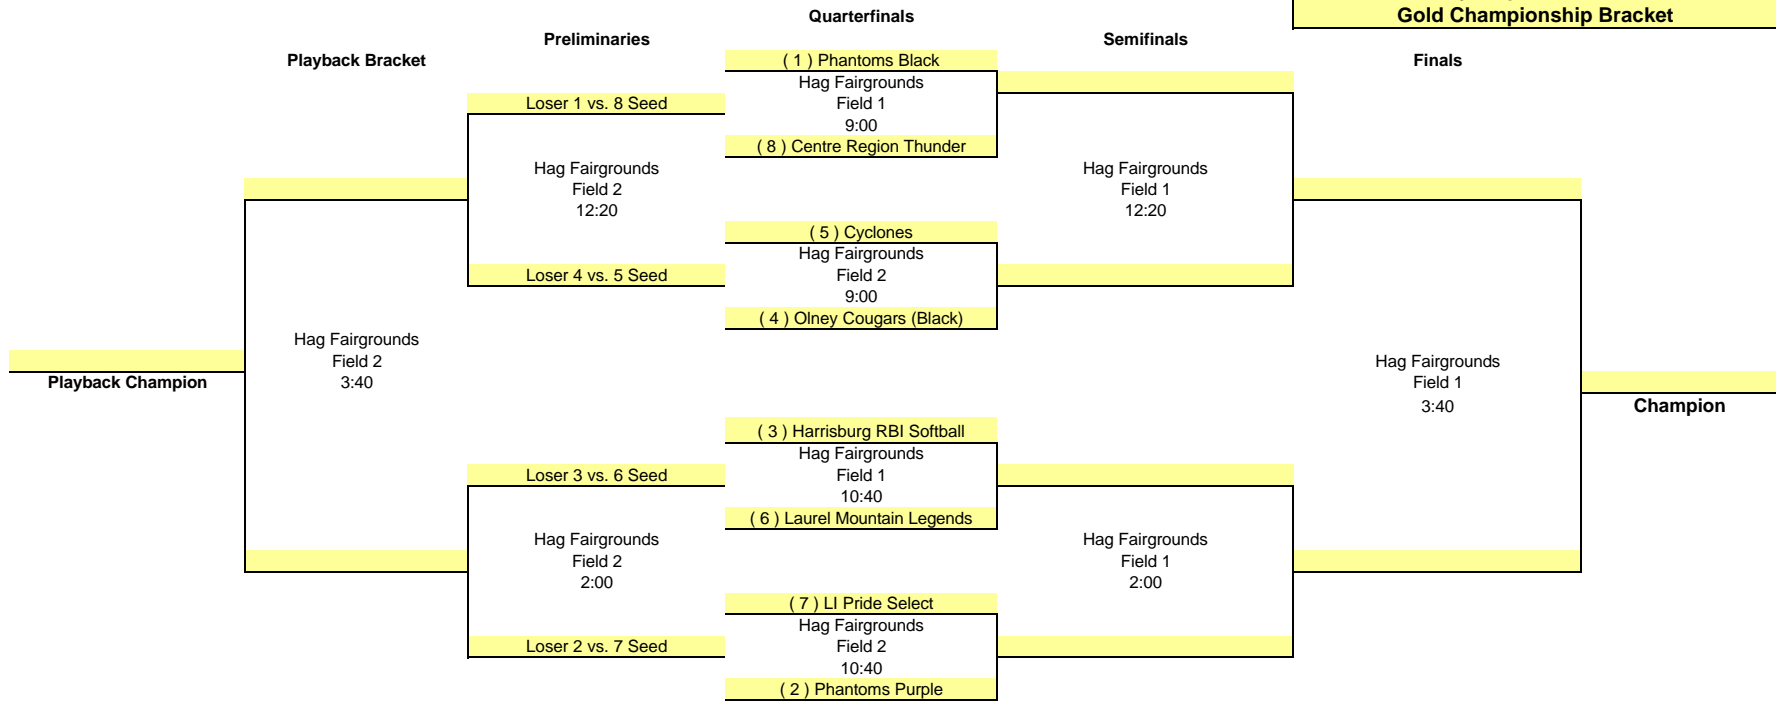 Gold Championship Bracket
Quarterfinals
Preliminaries
Semifinals
Playback Bracket
Finals
( 1 ) Phantoms Black
Hag Fairgrounds
Field 1
9:00
( 8 ) Centre Region Thunder
Loser 1 vs. 8 Seed
Hag Fairgrounds
Field 2
12:20
Hag Fairgrounds
Field 1
12:20
( 5 ) Cyclones
Hag Fairgrounds
Field 2
9:00
( 4 ) Olney Cougars (Black)
Loser 4 vs. 5 Seed
Hag Fairgrounds
Field 2
3:40
Playback Champion
Hag Fairgrounds
Field 1
3:40
Champion
( 3 ) Harrisburg RBI Softball
Hag Fairgrounds
Field 1
10:40
( 6 ) Laurel Mountain Legends
Loser 3 vs. 6 Seed
Hag Fairgrounds
Field 2
2:00
Hag Fairgrounds
Field 1
2:00
( 7 ) LI Pride Select
Hag Fairgrounds
Field 2
10:40
( 2 ) Phantoms Purple
Loser 2 vs. 7 Seed